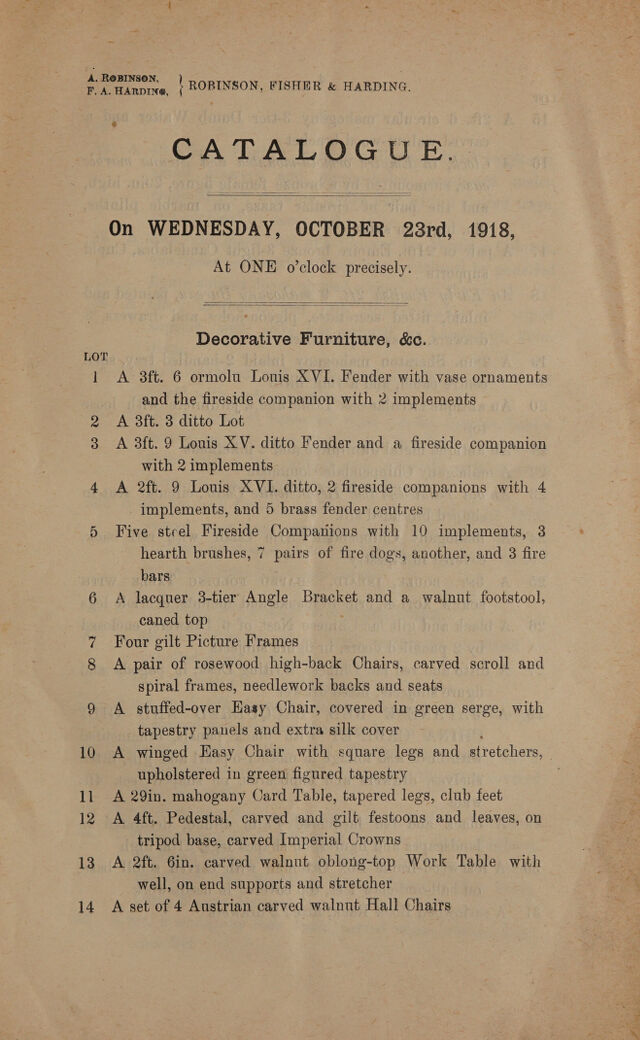 A. ROBINSON,
F. A. HARDING,
ROBINSON, FISHER & HARDING.
CATALOGUE.
On WEDNESDAY, OCTOBER 23rd, 1918,
At ONE o'clock precisely.
Decorative Furniture, &c.
LOT
1 A 3ft. 6 ormolu Louis XVI. Fender with vase ornaments
and the fireside companion with 2 implements
2 A 3ft. 3 ditto Lot
3 A 3ft. 9 Louis XV. ditto Fender and a fireside companion
with 2 implements
4 A 2ft. 9 Louis XVI. ditto, 2 fireside companions with 4
implements, and 5 brass fender centres
5 Five steel Fireside Companions with 10 implements, 3
hearth brushes, 7 pairs of fire dogs, another, and 3 fire
bars
6 A lacquer 3-tier Angle Bracket and a walnut footstool,
caned top
7 Four gilt Picture Frames
8 A pair of rosewood high-back Chairs, carved scroll and
spiral frames, needlework backs and seats
9 A stuffed-over Easy Chair, covered in green serge, with
tapestry panels and extra silk cover
10 A winged Easy Chair with square legs and stretchers,
upholstered in green figured tapestry
11 A 29in. mahogany Card Table, tapered legs, club feet
12 A 4ft. Pedestal, carved and gilt festoons and leaves, on
tripod base, carved Imperial Crowns
13 A 2ft. 6in. carved walnut oblong-top Work Table with
well, on end supports and stretcher
14 A set of 4 Austrian carved walnut Hall Chairs